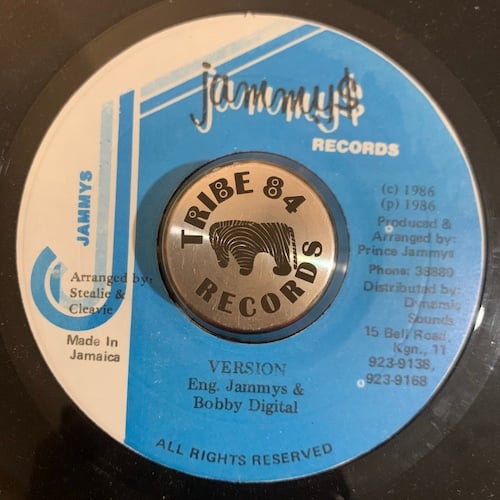 jammy$
RECORDS
JAMMYS
(c) 1986
(p) 1986
Produced &
Arranged by:
Prince Jammys
Phone: 38889
Distributed by:
Dynamic
Sounds
15 Bell Road,
Kgn., 11
923-9138,
923-9168
TRIBE 84
RECORDS
Arranged by:
Stealie &
Cleavie
Made In
Jamaica
VERSION
Eng. Jammys &
Bobby Digital
ALL RIGHTS RESERVED